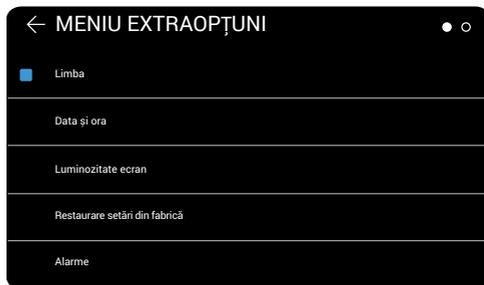 MENIU EXTRAOPȚUNI
Limba
Data și ora
Luminozitate ecran
Restaurare setări din fabrică
Alarme